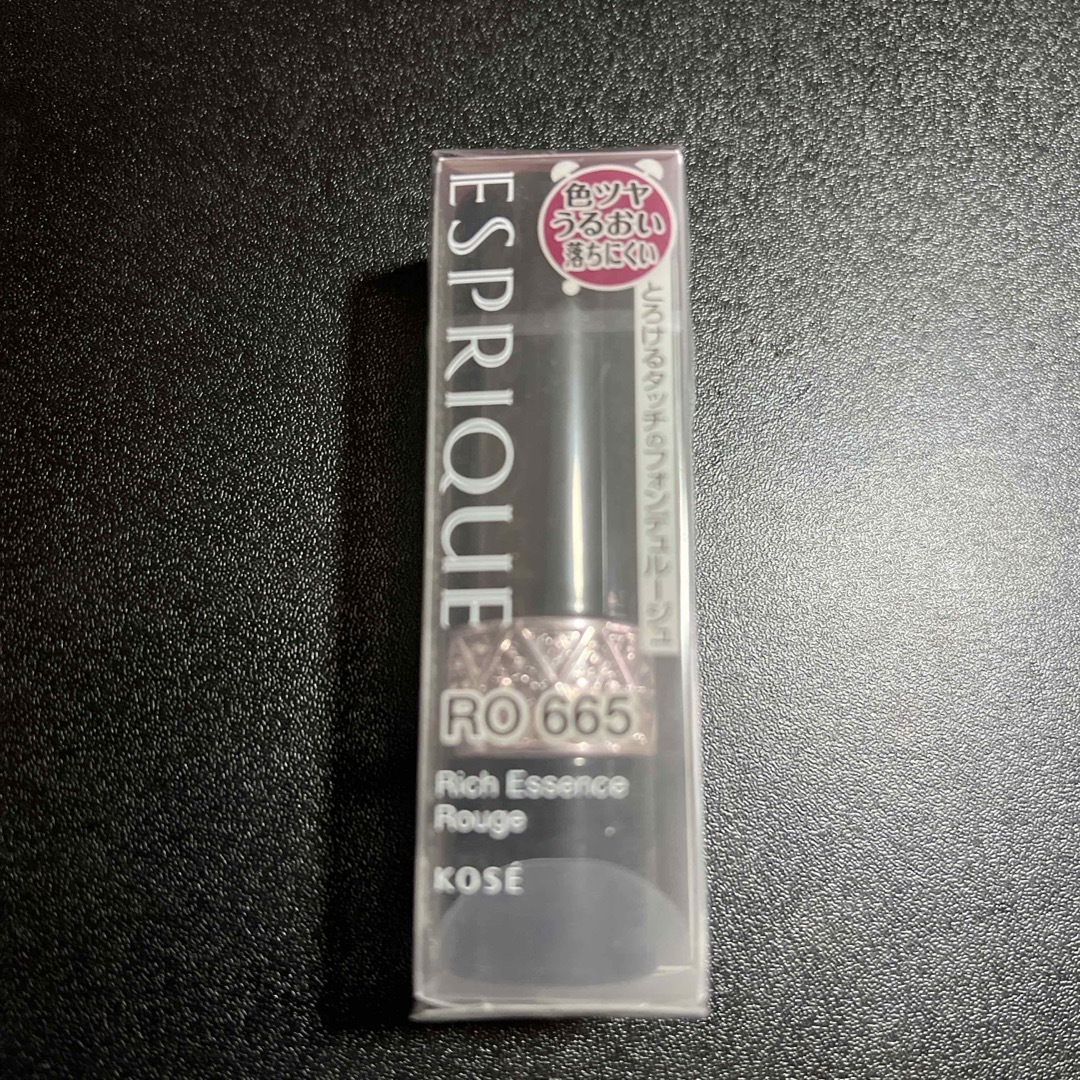 ESPRIQUE
色ツヤ
うるおい
落ちにくい
とろけるタッチのフォンデュルージュ
RO 665
Rich Essence
Rouge
KOSÉ